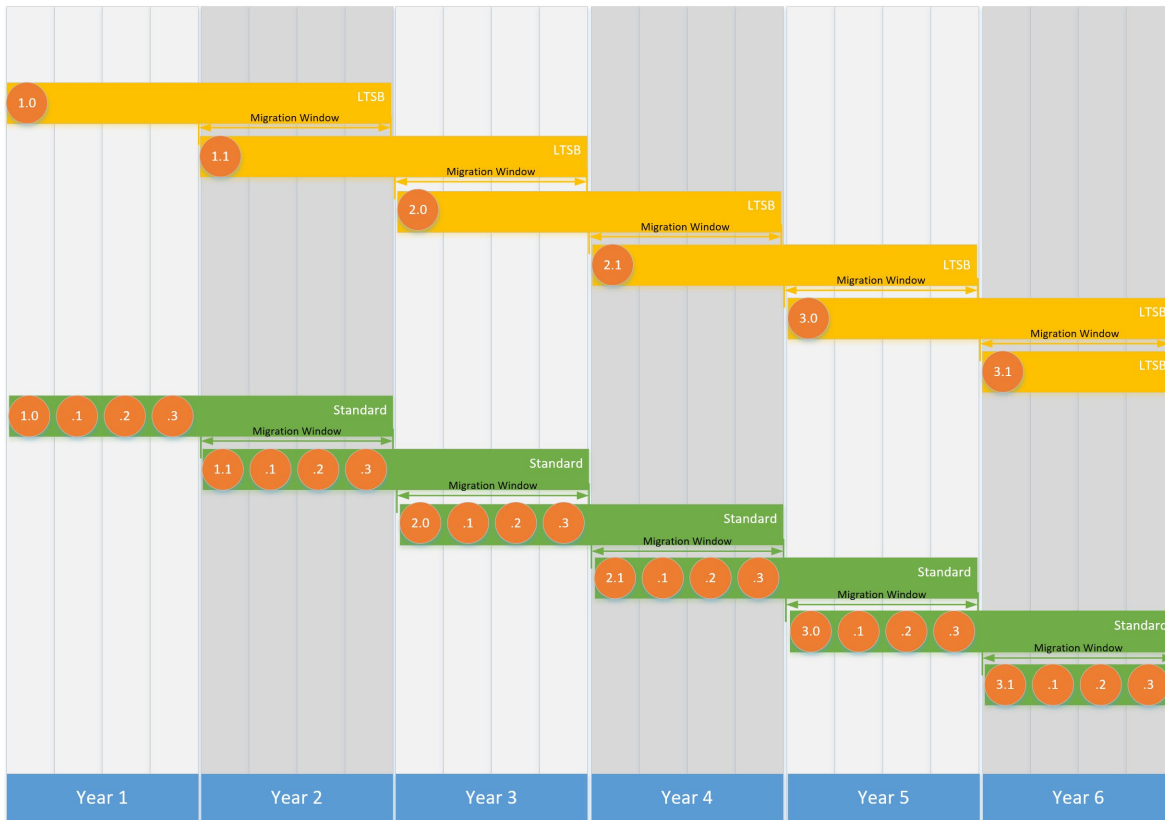 1.0 LTSB
Migration Window
1.1 LTSB
Migration Window
2.0 LTSB
Migration Window
2.1 LTSB
Migration Window
3.0 LTSB
Migration Window
3.1 LTSB
1.0 .1 .2 .3 Standard
Migration Window
1.1 .1 .2 .3 Standard
Migration Window
2.0 .1 .2 .3 Standard
Migration Window
2.1 .1 .2 .3 Standard
Migration Window
3.0 .1 .2 .3 Standard
Migration Window
3.1 .1 .2 .3
Year 1 Year 2 Year 3 Year 4 Year 5 Year 6